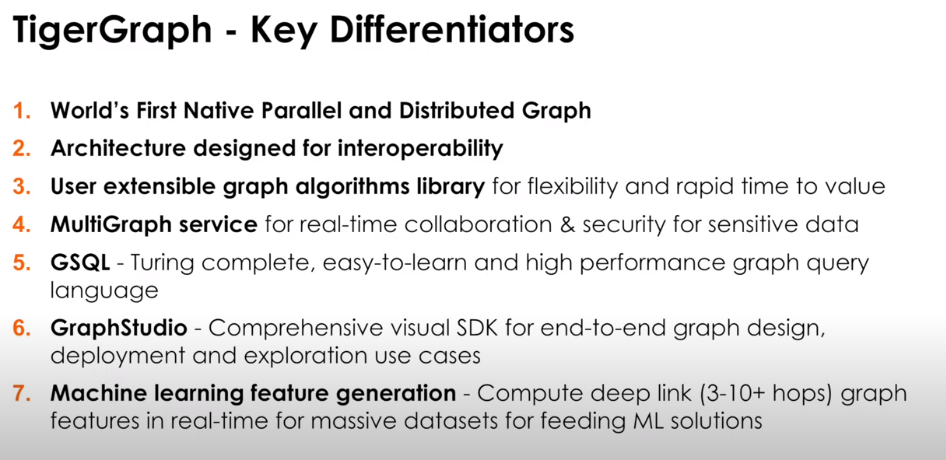 TigerGraph - Key Differentiators
1. World's First Native Parallel and Distributed Graph
2. Architecture designed for interoperability
3. User extensible graph algorithms library for flexibility and rapid time to value
4. MultiGraph service for real-time collaboration & security for sensitive data
5. GSQL - Turing complete, easy-to-learn and high performance graph query
language
6. GraphStudio - Comprehensive visual SDK for end-to-end graph design,
deployment and exploration use cases
7. Machine learning feature generation - Compute deep link (3-10+ hops) graph
features in real-time for massive datasets for feeding ML solutions